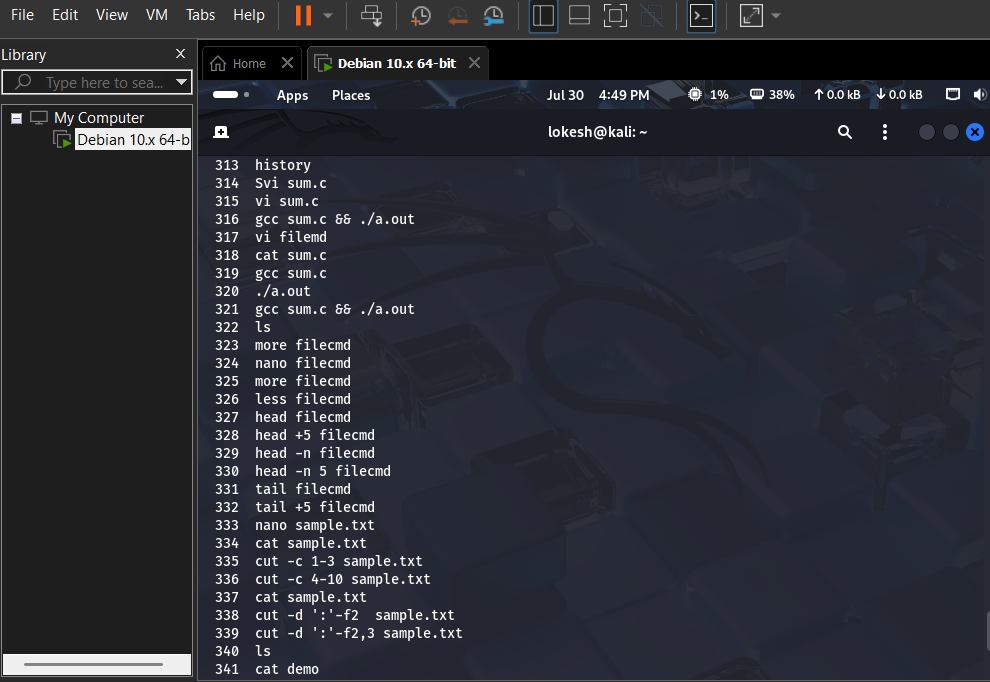 File Edit View VM Tabs Help
Library
Type here to sea...
My Computer
Debian 10.x 64-b
Home
Debian 10.x 64-bit
Apps Places Jul 30 4:49 PM 1% 38% 0.0 kB 0.0 kB
lokesh@kali: ~
313 history
314 Svi sum.c
315 vi sum.c
316 gcc sum.c && ./a.out
317 vi filemd
318 cat sum.c
319 gcc sum.c
320 ./a.out
321 gcc sum.c && ./a.out
322 ls
323 more filecmd
324 nano filecmd
325 more filecmd
326 less filecmd
327 head filecmd
328 head +5 filecmd
329 head -n filecmd
330 head -n 5 filecmd
331 tail filecmd
332 tail +5 filecmd
333 nano sample.txt
334 cat sample.txt
335 cut -c 1-3 sample.txt
336 cut -c 4-10 sample.txt
337 cat sample.txt
338 cut -d ':'-f2  sample.txt
339 cut -d ':'-f2,3 sample.txt
340 ls
341 cat demo